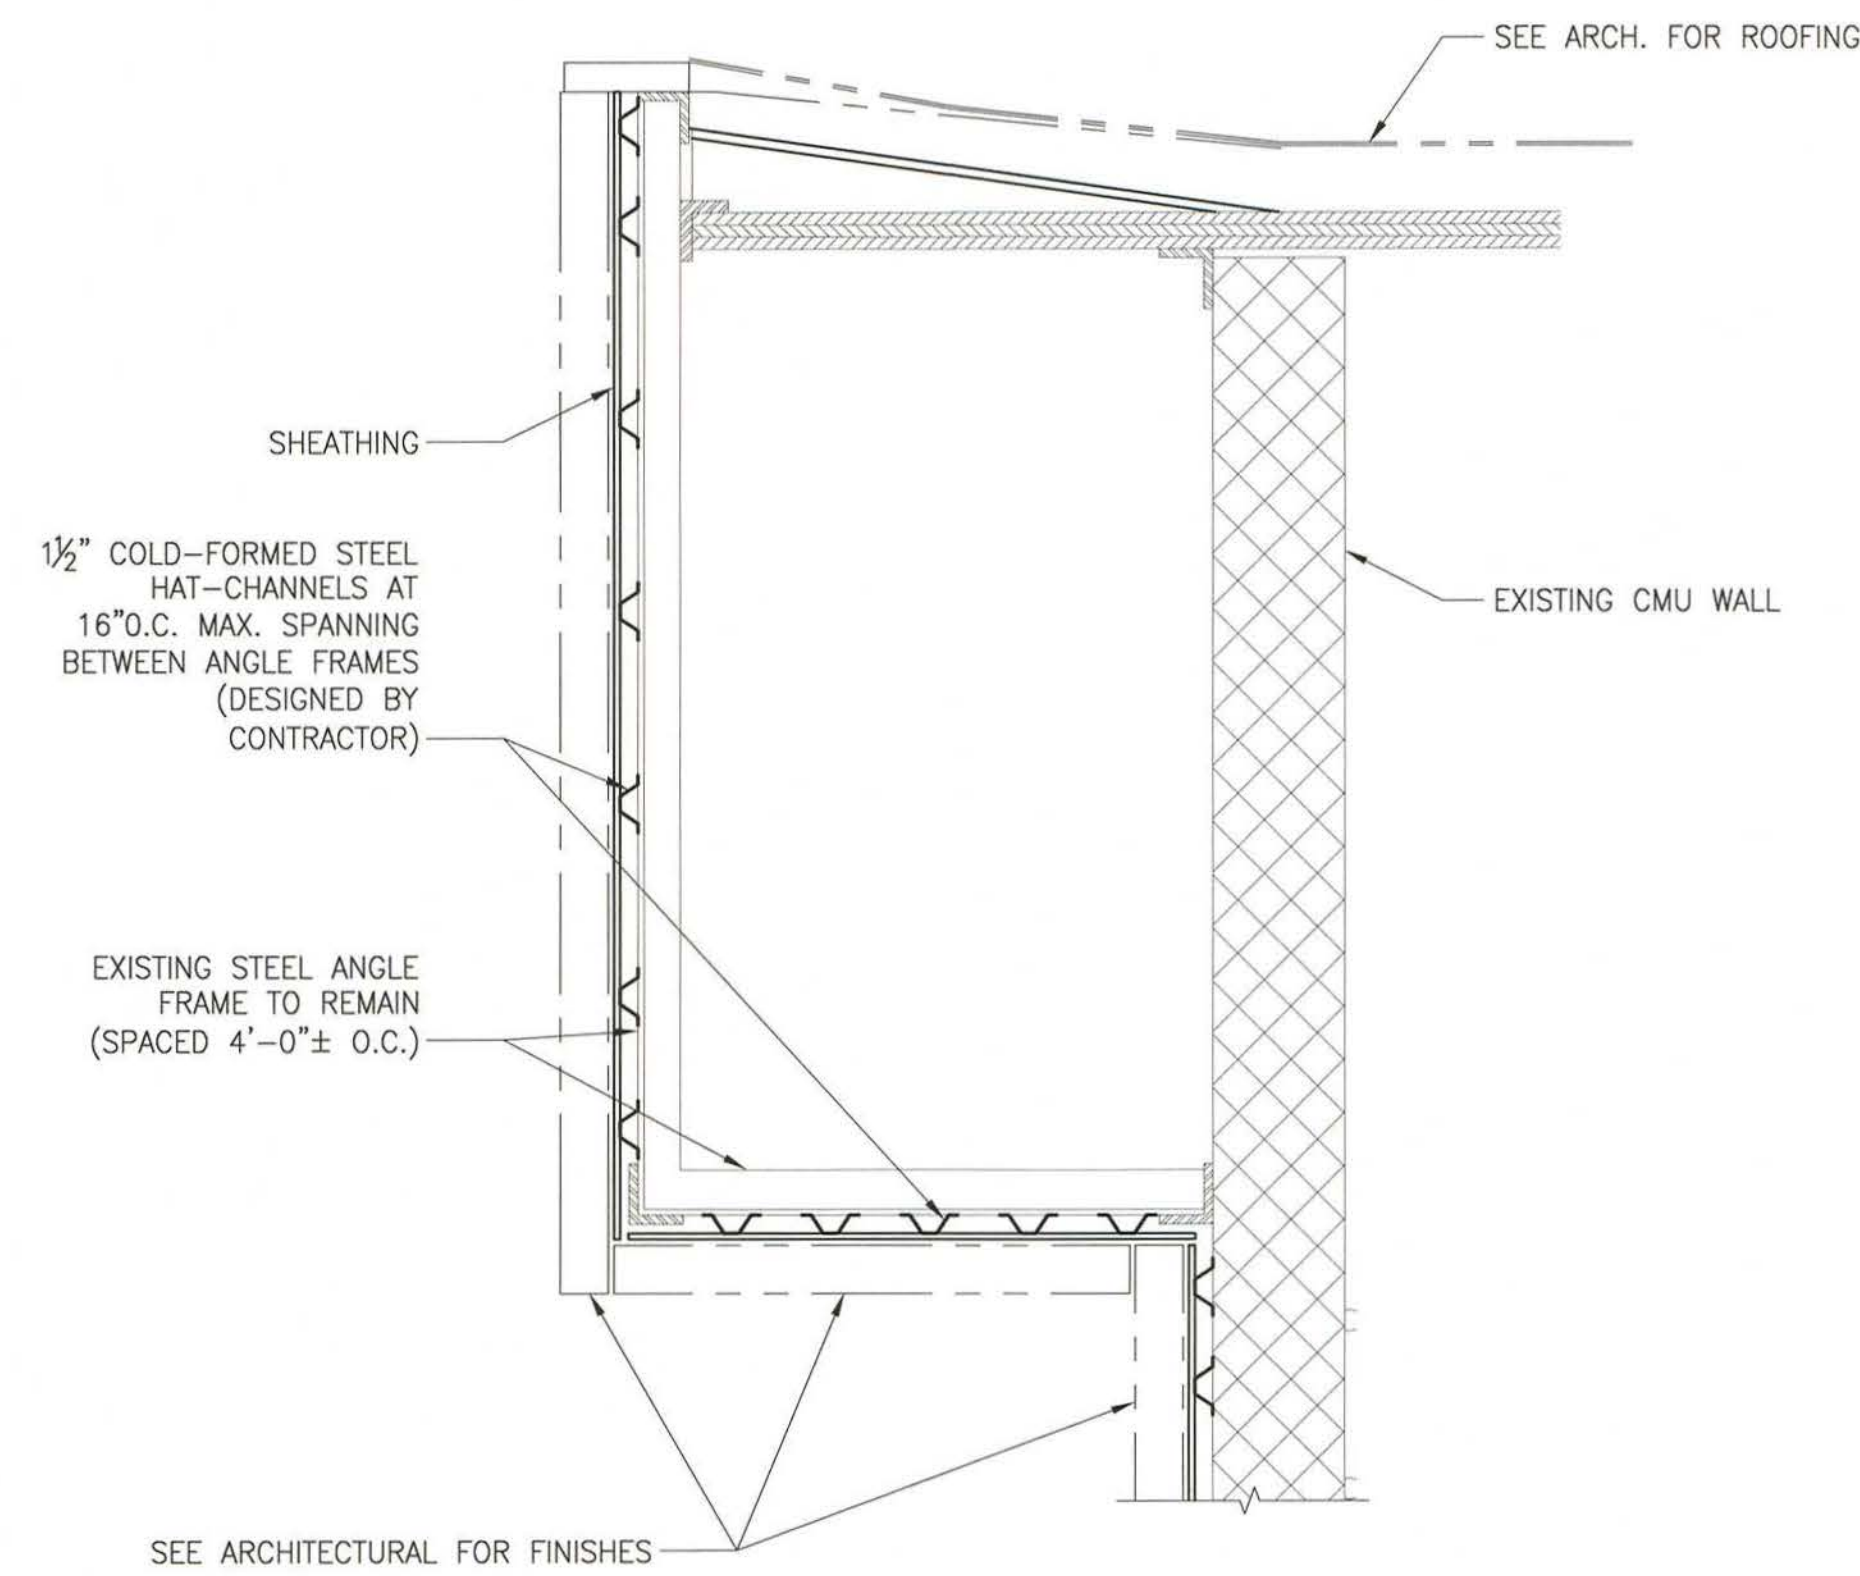 SEE ARCH. FOR ROOFING
SHEATHING
1½" COLD-FORMED STEEL
HAT-CHANNELS AT
16"O.C. MAX. SPANNING
BETWEEN ANGLE FRAMES
(DESIGNED BY
CONTRACTOR)
EXISTING CMU WALL
EXISTING STEEL ANGLE
FRAME TO REMAIN
(SPACED 4'-0"± O.C.)
SEE ARCHITECTURAL FOR FINISHES